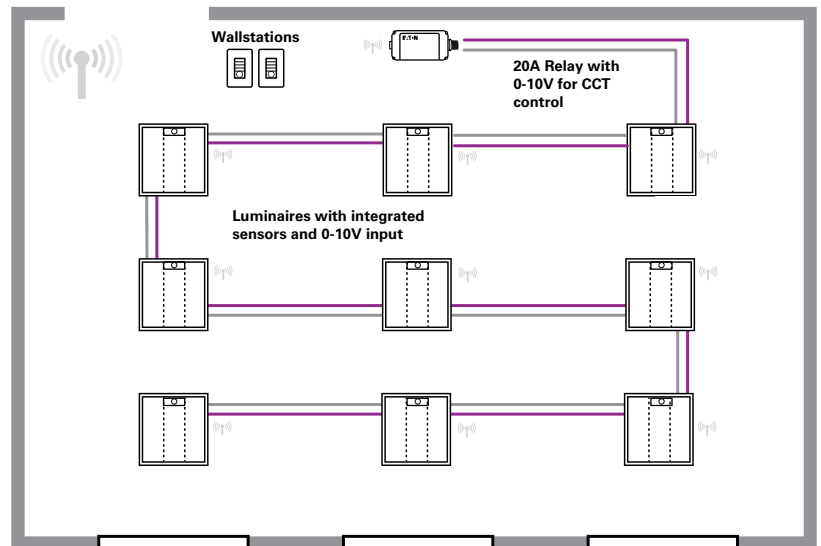 Wallstations
E·T·N
20A Relay with
0-10V for CCT
control
Luminaires with integrated
sensors and 0-10V input